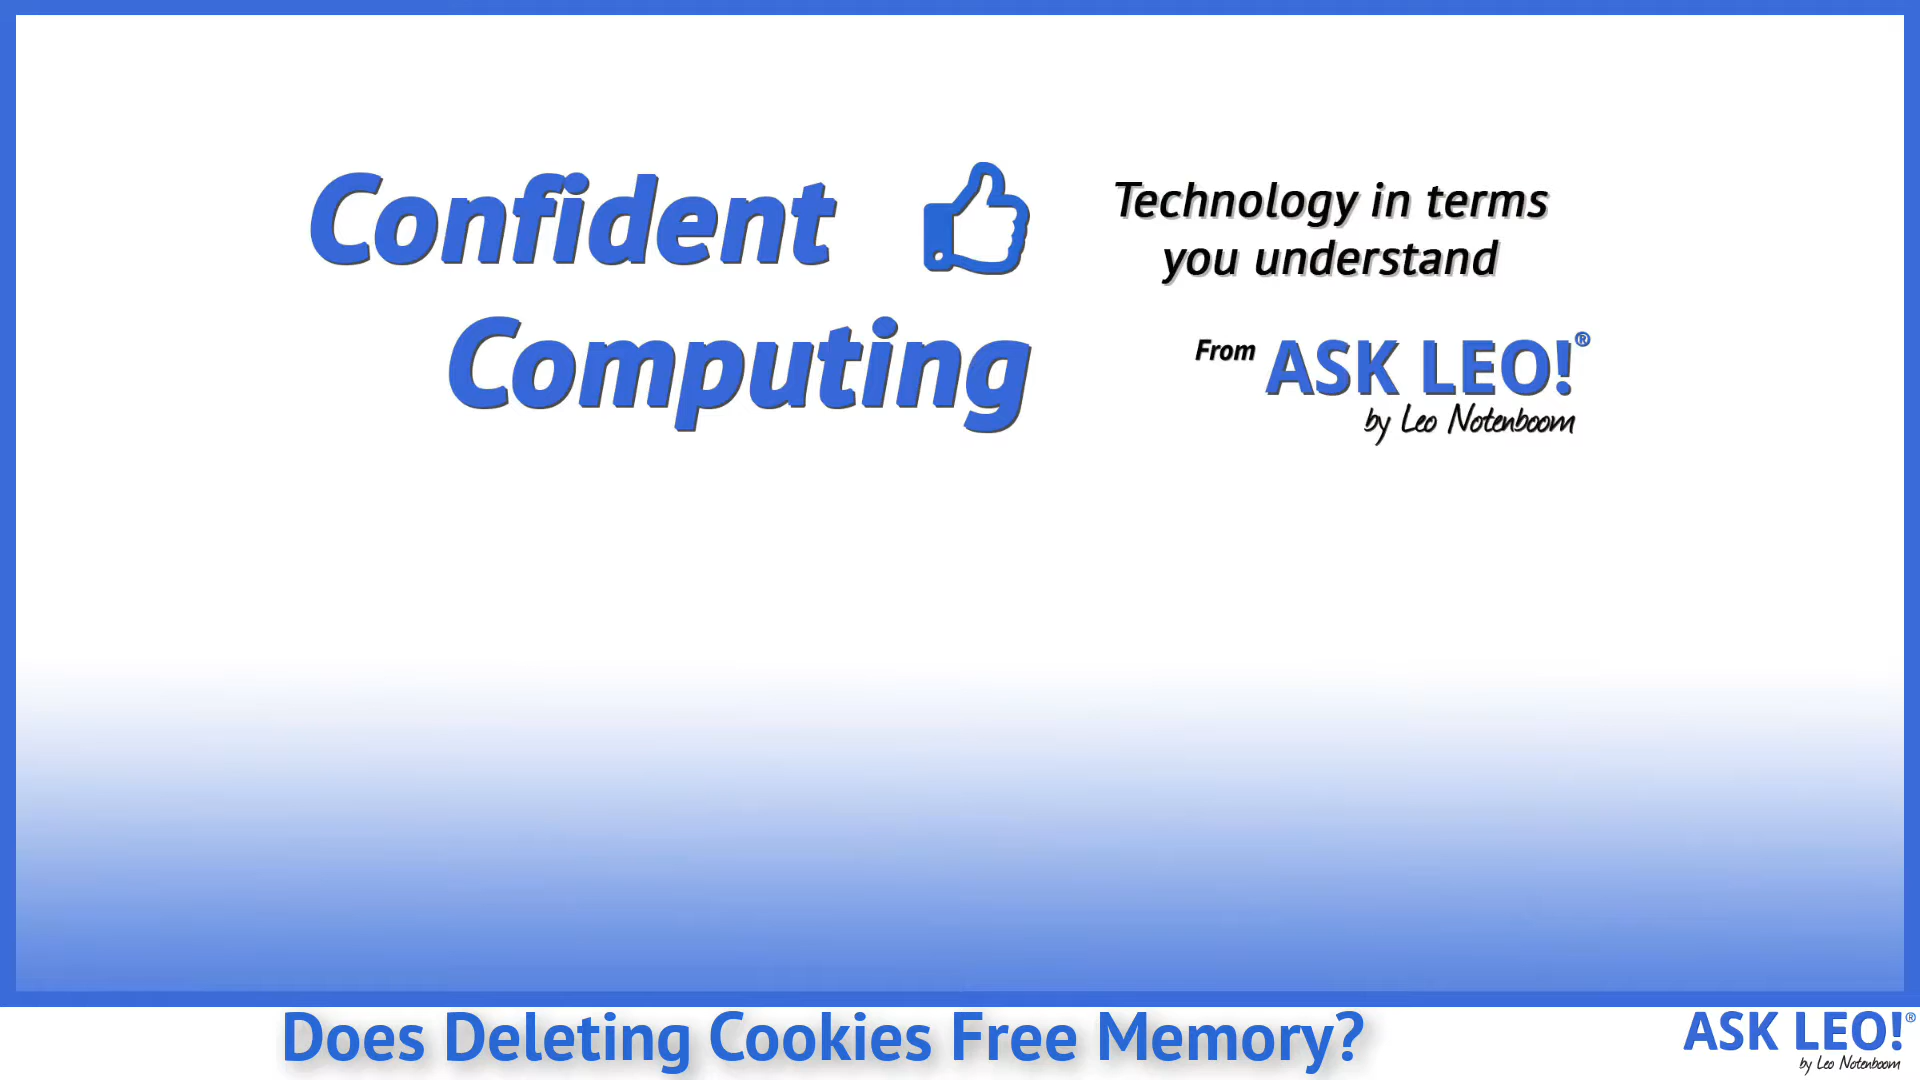 Confident
Computing
Technology in terms
you understand
From ASK LEO!®
by Leo Notenboom
Does Deleting Cookies Free Memory?
ASK LEO!®
by Leo Notenboom